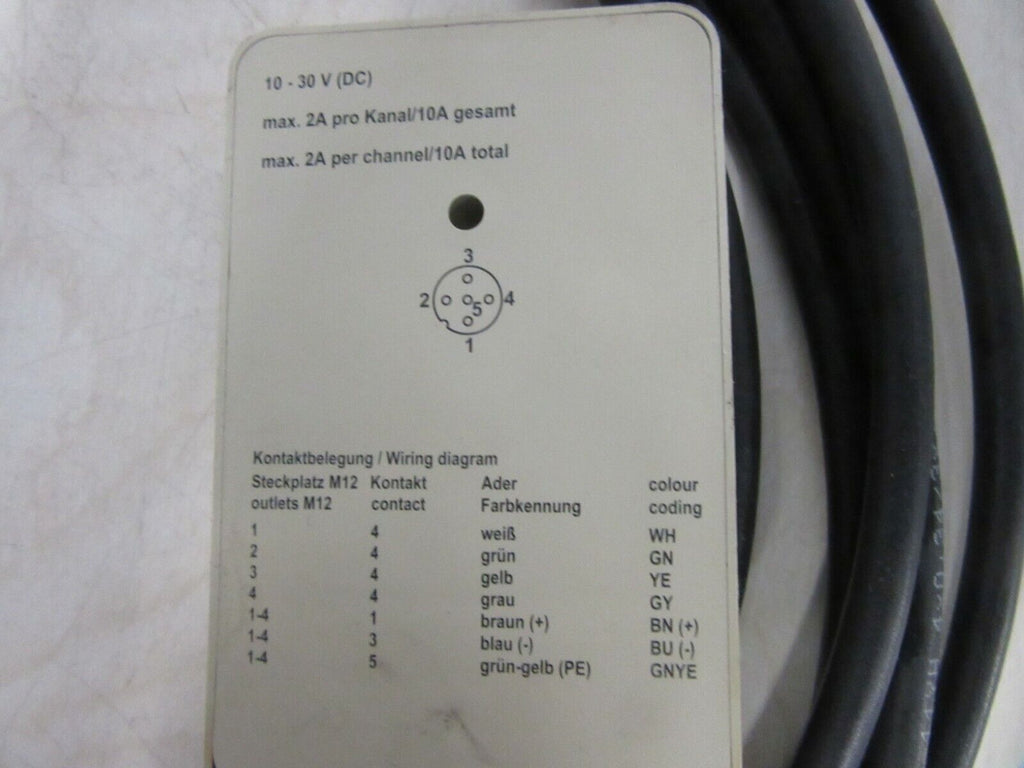 10 - 30 V (DC)
max. 2A pro Kanal/10A gesamt
max. 2A per channel/10A total
3
2 5 4
1
Kontaktbelegung / Wiring diagram
Steckplatz M12 Kontakt Ader colour
outlets M12 contact Farbkennung coding
1 4 weiß WH
2 4 grün GN
3 4 gelb YE
4 4 grau GY
1-4 1 braun (+) BN (+)
1-4 3 blau (-) BU (-)
1-4 5 grün-gelb (PE) GNYE